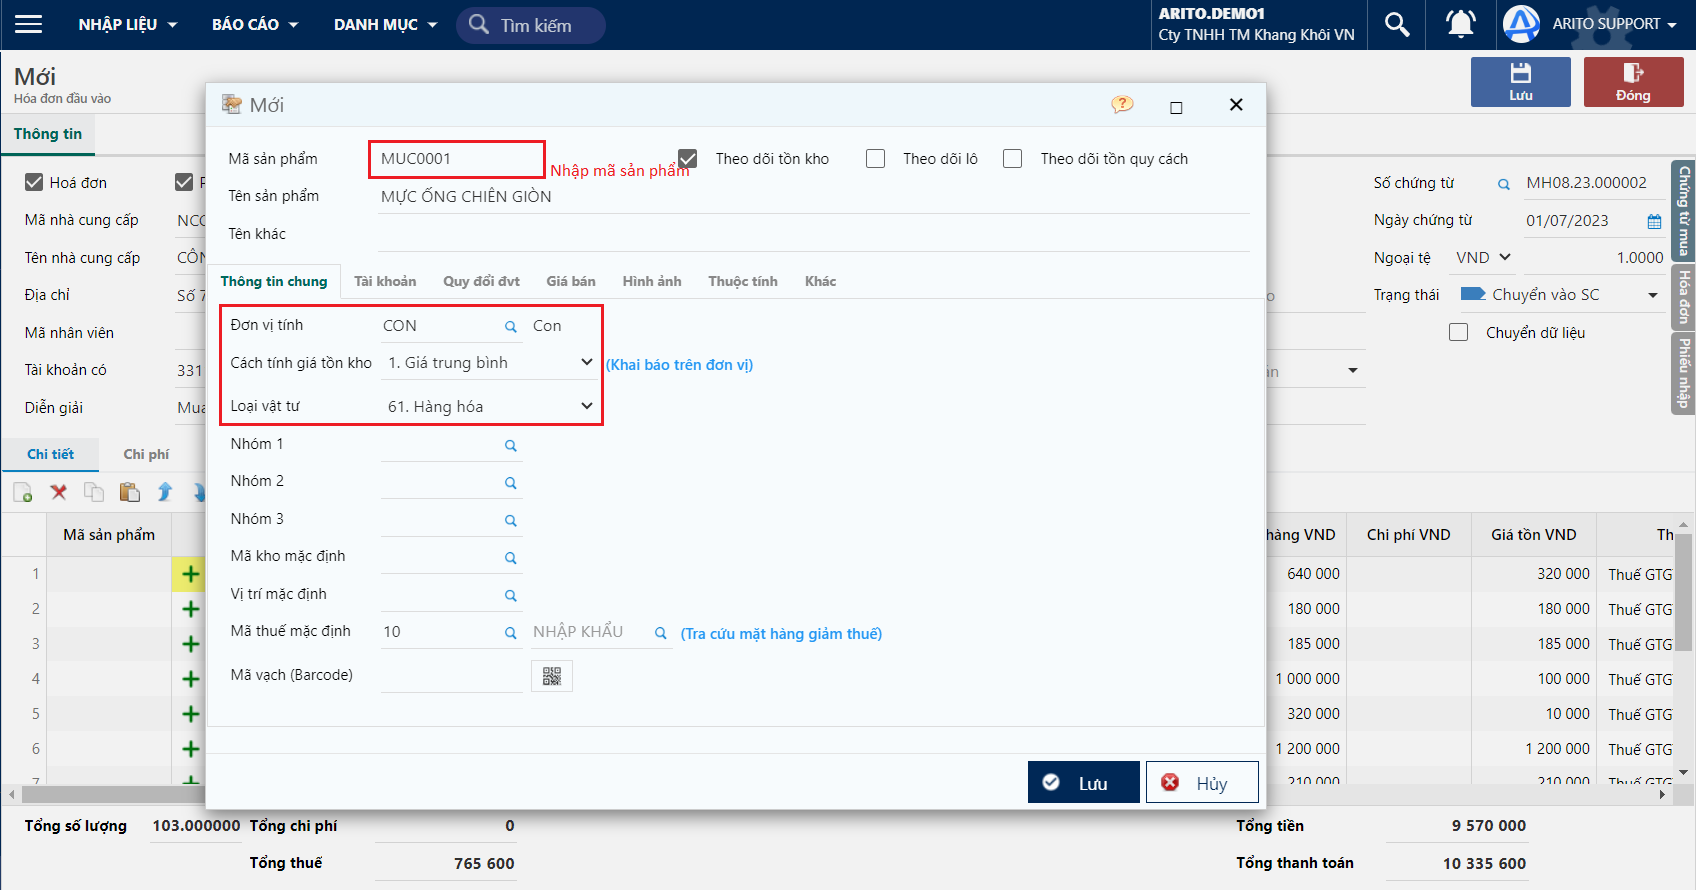 NHẬP LIỆU BÁO CÁO DANH MỤC Tìm kiếm
ARITO.DEMO1
Cty TNHH TM Khang Khôi VN
ARITO SUPPORT
Mới
Hóa đơn đầu vào
Lưu
Đóng
Thông tin
Hoá đơn
Mã nhà cung cấp NCC
Tên nhà cung cấp CÔN
Địa chỉ Số 7
Mã nhân viên
Tài khoản có 331
Diễn giải Mua
Số chứng từ MH08.23.000002
Ngày chứng từ 01/07/2023
Ngoại tệ VND 1.0000
Trạng thái Chuyển vào SC
Chuyển dữ liệu
Chứng từ mua
Hóa đơn
Phiếu nhập
Mới
?
Mã sản phẩm MUC0001 Nhập mã sản phẩm Theo dõi tồn kho Theo dõi lô Theo dõi tồn quy cách
Tên sản phẩm MỰC ỐNG CHIÊN GIÒN
Tên khác
Thông tin chung Tài khoản Quy đổi đvt Giá bán Hình ảnh Thuộc tính Khác
Đơn vị tính CON Con
Cách tính giá tồn kho 1. Giá trung bình (Khai báo trên đơn vị)
Loại vật tư 61. Hàng hóa
Nhóm 1
Nhóm 2
Nhóm 3
Mã kho mặc định
Vị trí mặc định
Mã thuế mặc định 10 NHẬP KHẨU (Tra cứu mặt hàng giảm thuế)
Mã vạch (Barcode)
Lưu Hủy
Chi tiết Chi phí
Mã sản phẩm hàng VND Chi phí VND Giá tồn VND Th
1 640 000 320 000 Thuế GTGT
2 180 000 180 000 Thuế GTGT
3 185 000 185 000 Thuế GTGT
4 1 000 000 100 000 Thuế GTGT
5 320 000 10 000 Thuế GTGT
6 1 200 000 1 200 000 Thuế GTGT
7 210 000 210 000 Thuế GTGT
Tổng số lượng 103.000000 Tổng chi phí 0 Tổng tiền 9 570 000
Tổng thuế 765 600 Tổng thanh toán 10 335 600